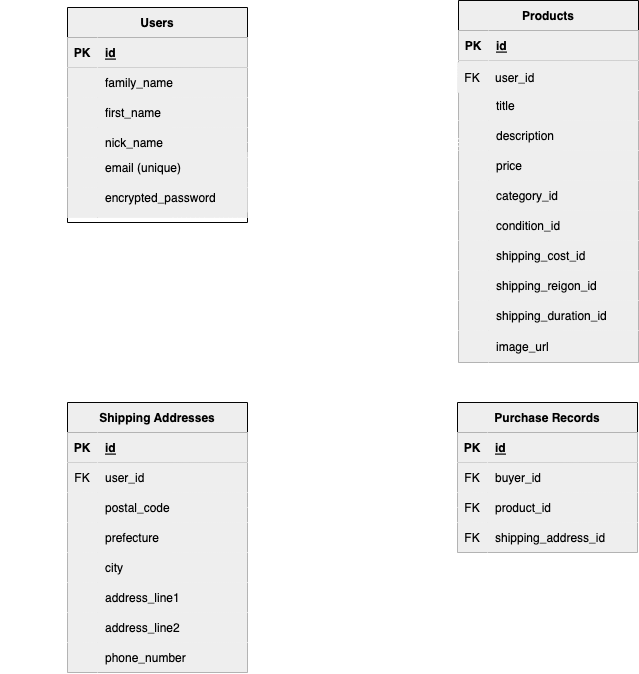 Users
PK id
family_name
first_name
nick_name
email (unique)
encrypted_password
Products
PK id
FK user_id
title
description
price
category_id
condition_id
shipping_cost_id
shipping_reigon_id
shipping_duration_id
image_url
Shipping Addresses
PK id
FK user_id
postal_code
prefecture
city
address_line1
address_line2
phone_number
Purchase Records
PK id
FK buyer_id
FK product_id
FK shipping_address_id